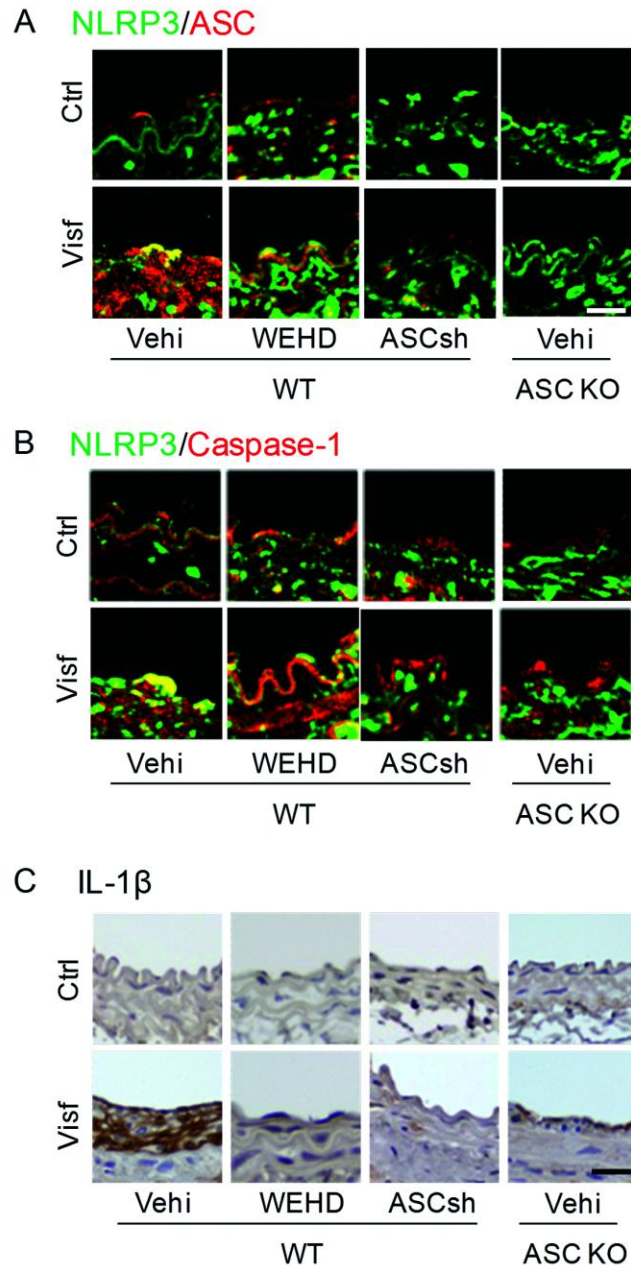 A NLRP3/ASC
Ctrl
Visf
Vehi WEHD ASCsh Vehi
WT ASC KO
B NLRP3/Caspase-1
Ctrl
Visf
Vehi WEHD ASCsh Vehi
WT ASC KO
C IL-1β
Ctrl
Visf
Vehi WEHD ASCsh Vehi
WT ASC KO